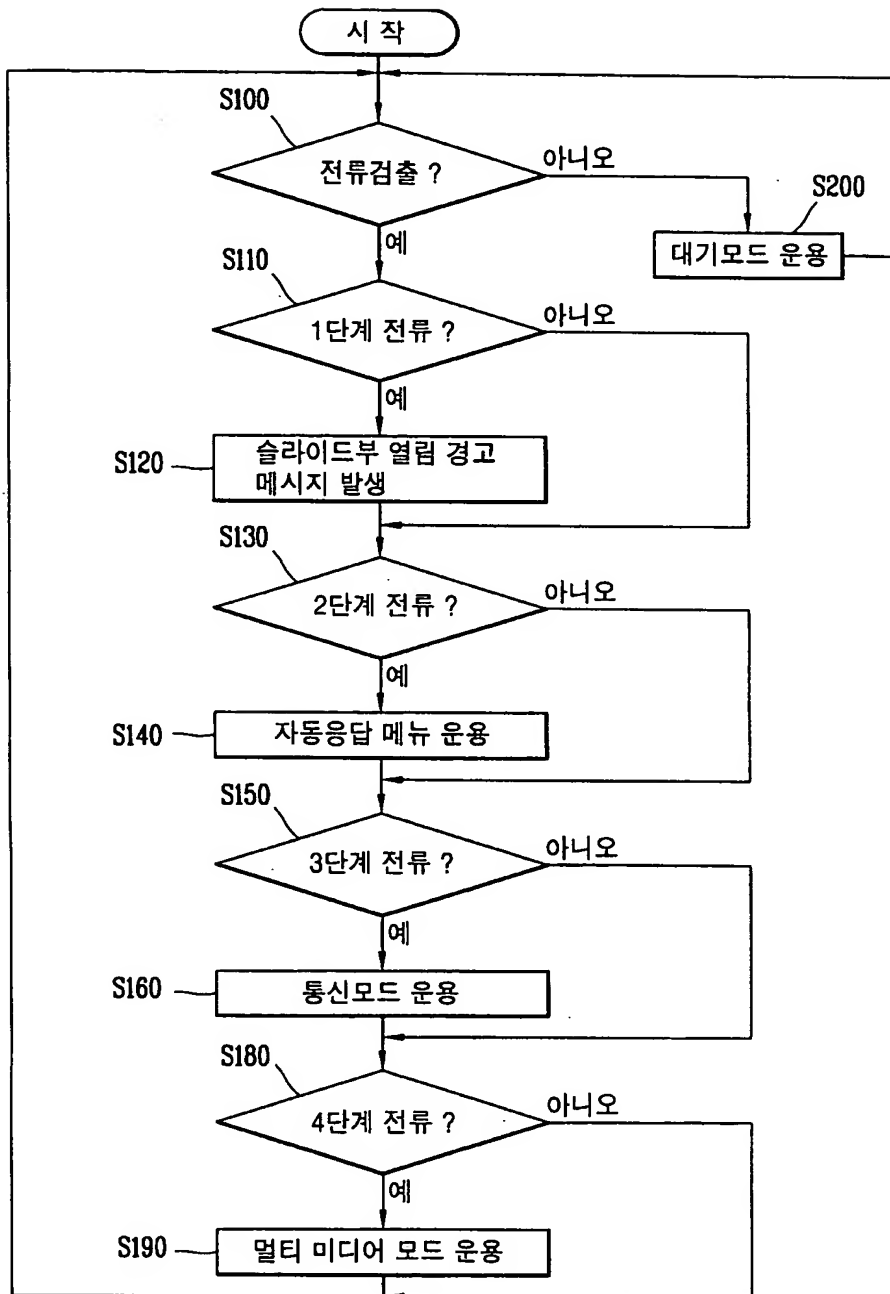 시 작
S100
전류검출 ?
아니오
S200
대기모드 운용
예
S110
1단계 전류 ?
아니오
예
S120
슬라이드부 열림 경고
메시지 발생
S130
2단계 전류 ?
아니오
예
S140
자동응답 메뉴 운용
S150
3단계 전류 ?
아니오
예
S160
통신모드 운용
S180
4단계 전류 ?
아니오
예
S190
멀티 미디어 모드 운용